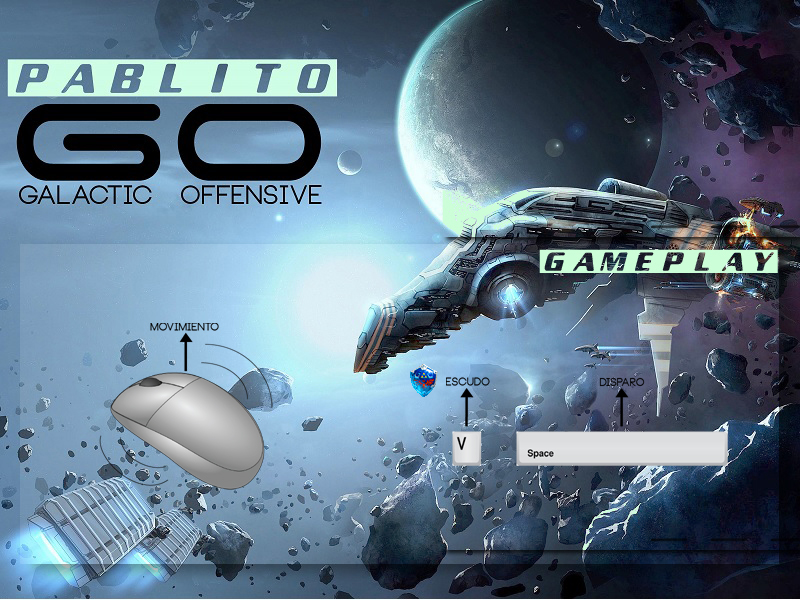 PABLITO
GO
GALACTIC OFFENSIVE
GAMEPLAY
MOVIMIENTO
ESCUDO
DISPARO
V
Space